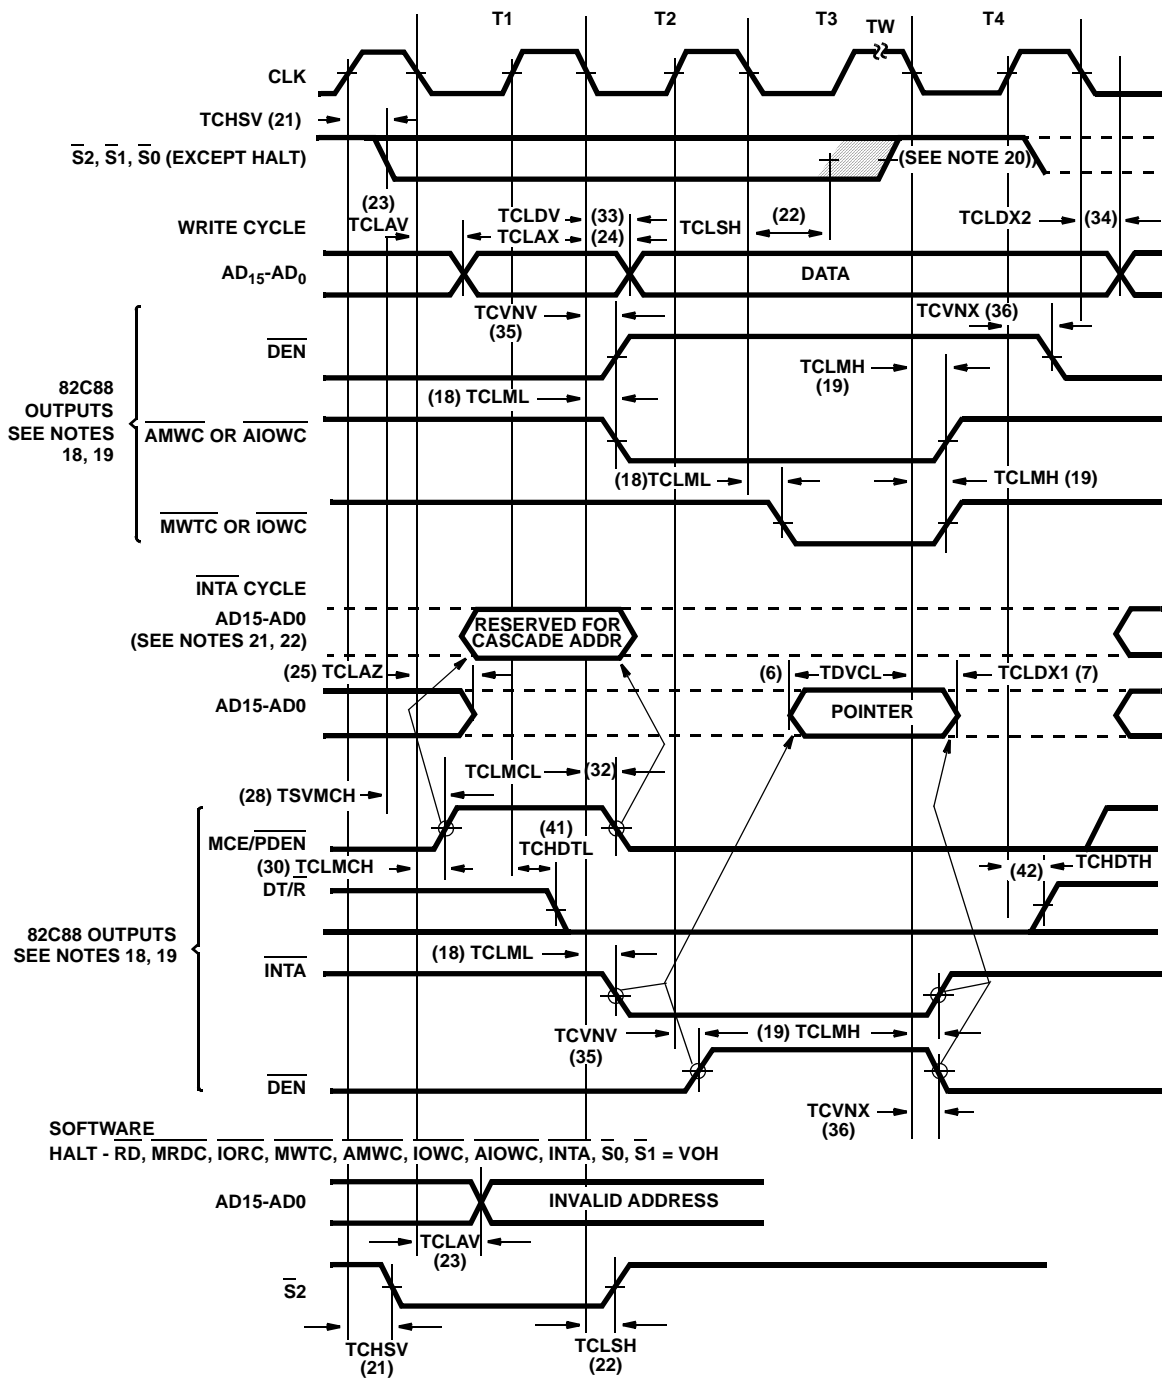 T1 T2 T3 TW T4
CLK
TCHSV (21)
S2, S1, S0 (EXCEPT HALT)
(SEE NOTE 20))
(23)
TCLAV
TCLDV (33)
TCLAX (24)
TCLSH (22)
TCLDX2 (34)
WRITE CYCLE
AD15-AD0
DATA
TCVNV
(35)
TCVNX (36)
DEN
TCLMH
(19)
82C88
OUTPUTS
SEE NOTES
18, 19
(18) TCLML
AMWC OR AIOWC
(18)TCLML
TCLMH (19)
MWTC OR IOWC
INTA CYCLE
AD15-AD0
(SEE NOTES 21, 22)
RESERVED FOR
CASCADE ADDR
(25) TCLAZ
(6) TDVCL TCLDX1 (7)
AD15-AD0
POINTER
TCLMCL (32)
(28) TSVMCH
MCE/PDEN
(41)
TCHDTL
(30) TCLMCH
TCHDTH
(42)
DT/R
82C88 OUTPUTS
SEE NOTES 18, 19
(18) TCLML
INTA
TCVNV
(35)
(19) TCLMH
DEN
TCVNX
(36)
SOFTWARE
HALT - RD, MRDC, IORC, MWTC, AMWC, IOWC, AIOWC, INTA, S0, S1 = VOH
AD15-AD0
INVALID ADDRESS
TCLAV
(23)
S2
TCHSV
(21)
TCLSH
(22)